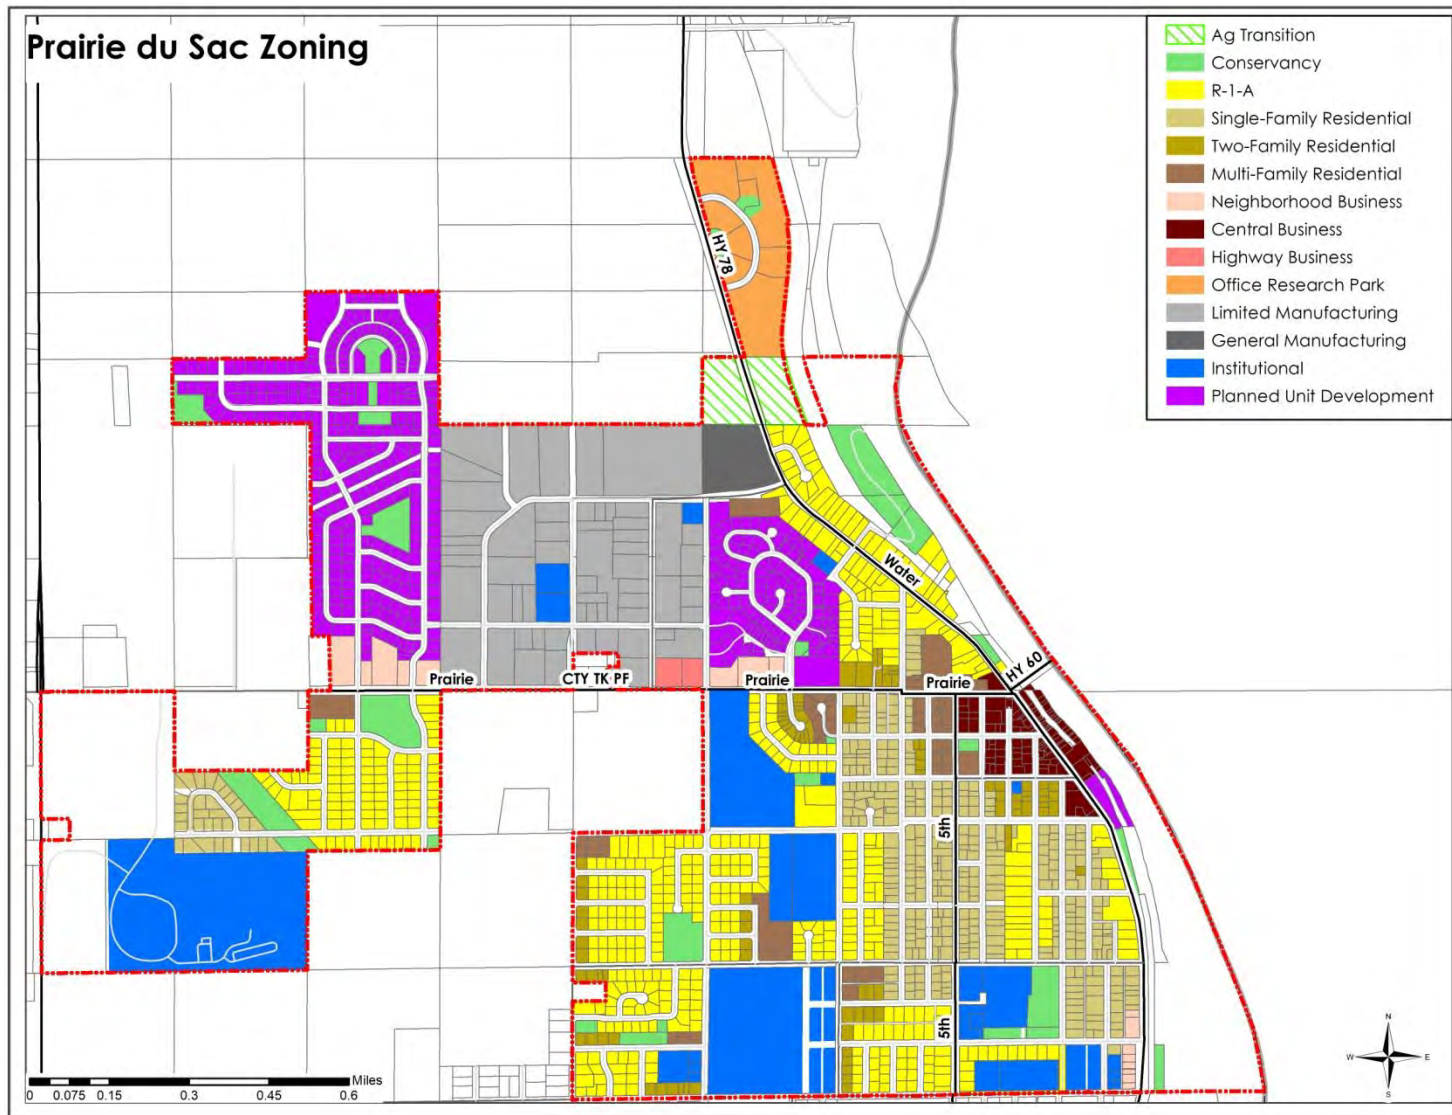 Prairie du Sac Zoning
Ag Transition
Conservancy
R-1-A
Single-Family Residential
Two-Family Residential
Multi-Family Residential
Neighborhood Business
Central Business
Highway Business
Office Research Park
Limited Manufacturing
General Manufacturing
Institutional
Planned Unit Development
HY 78
Water
HY 60
Prairie
CTY TK PF
Prairie
Prairie
5th
5th
Miles
0 0.075 0.15 0.3 0.45 0.6
N
W E
S